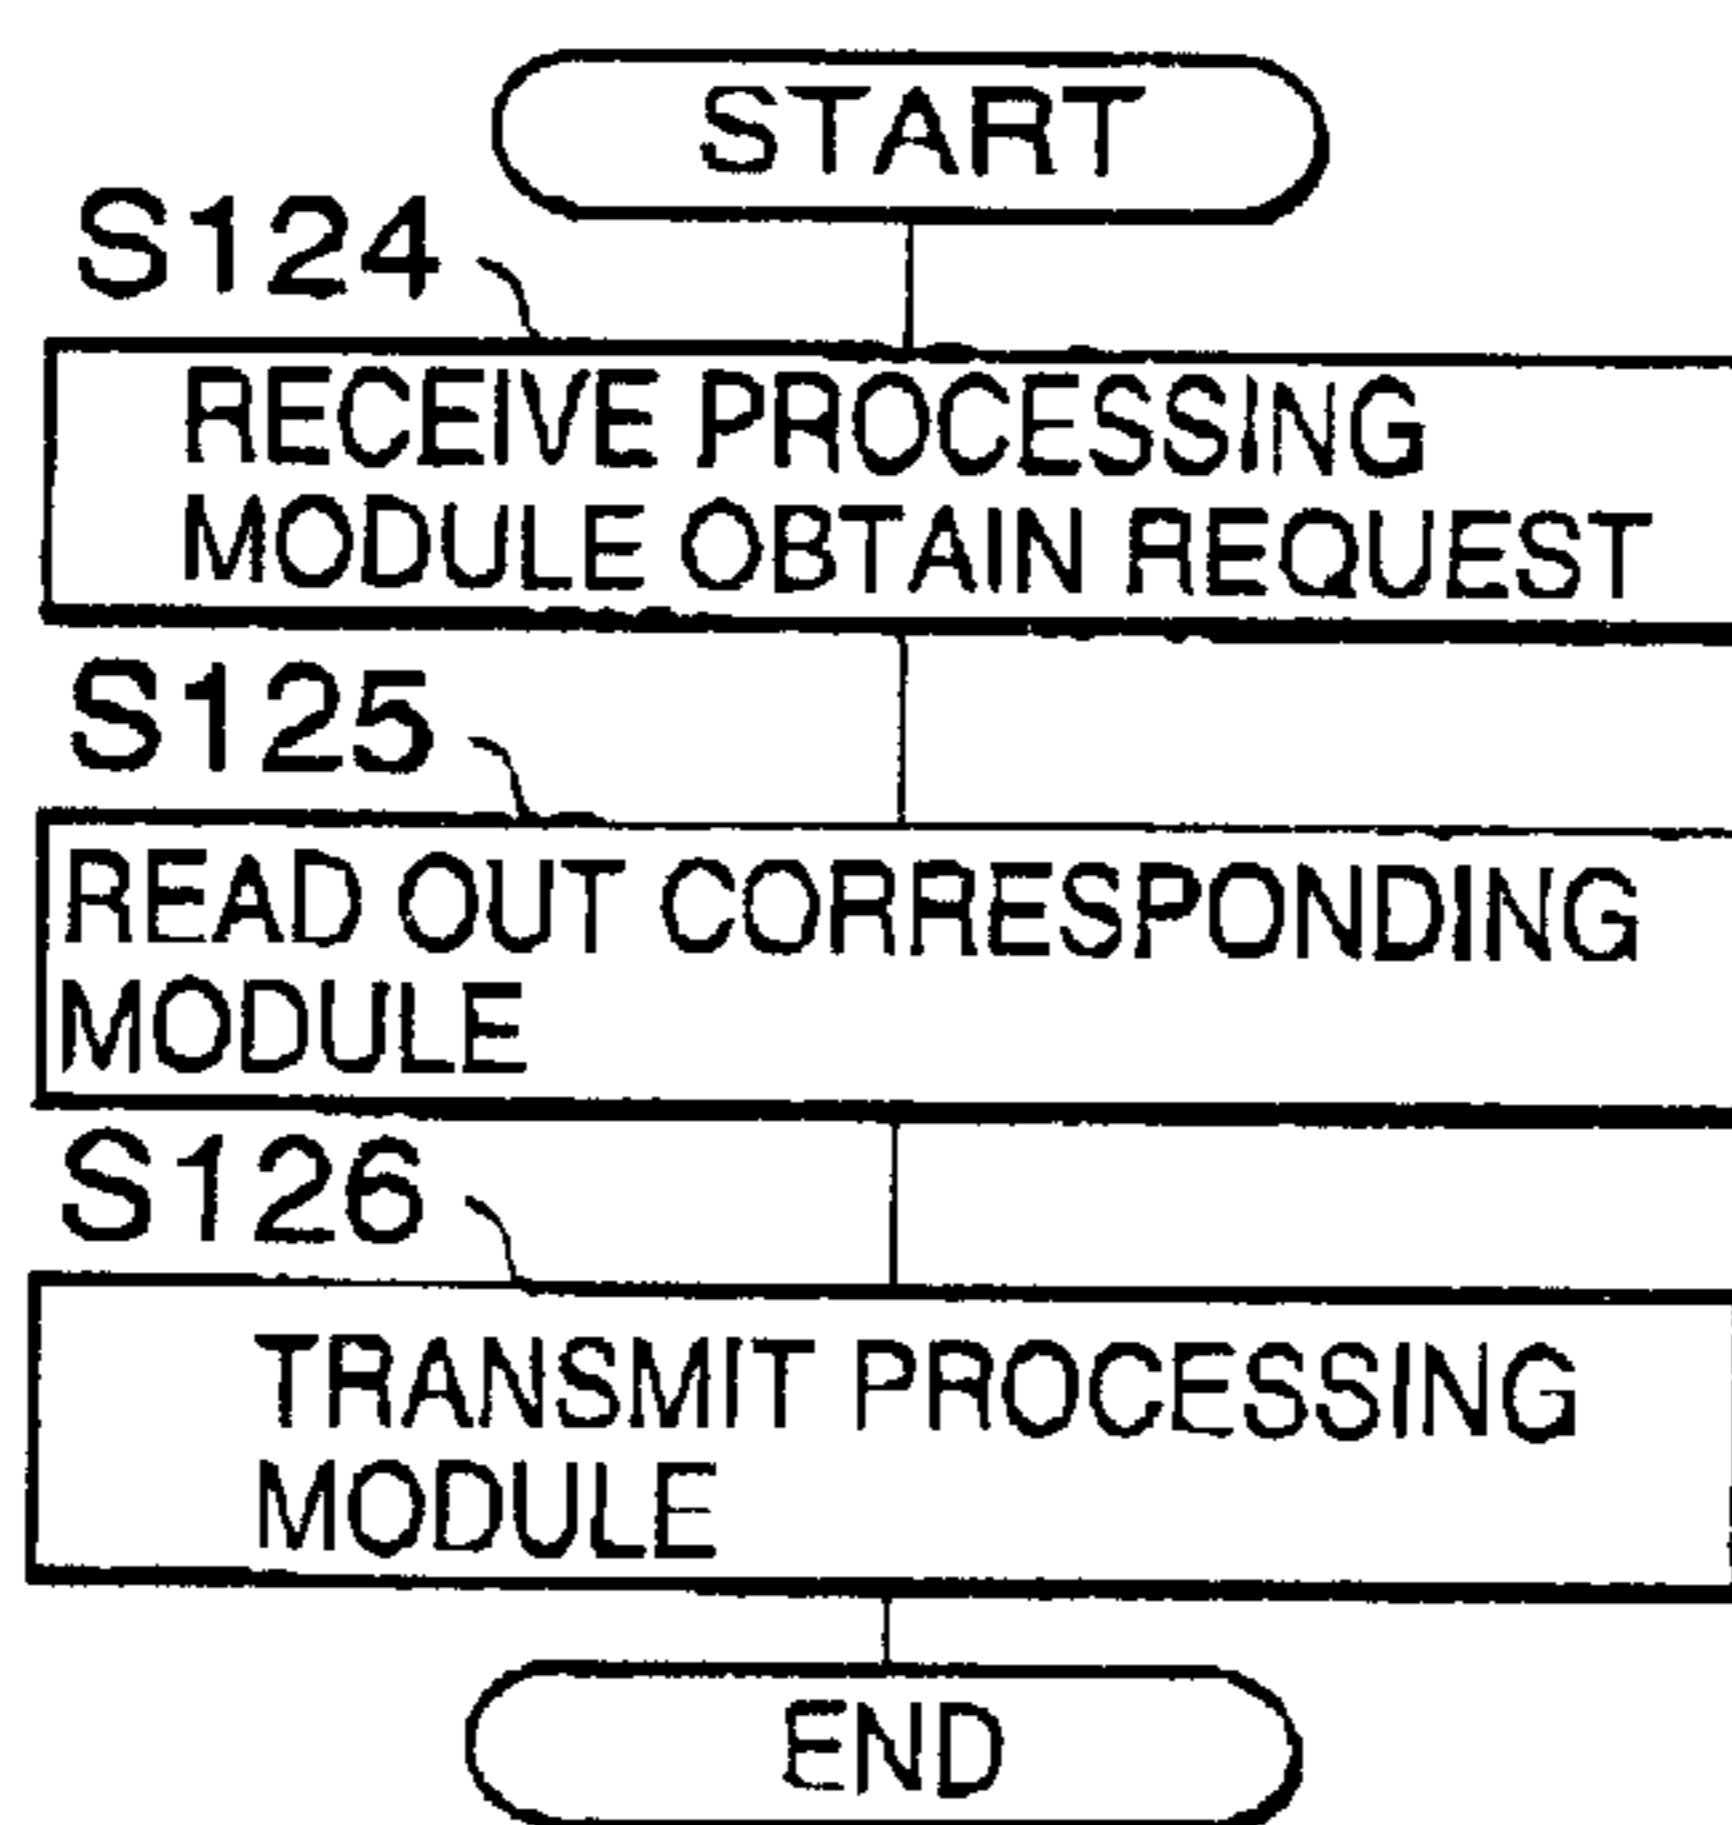 START
S124
RECEIVE PROCESSING
MODULE OBTAIN REQUEST
S125
READ OUT CORRESPONDING
MODULE
S126
TRANSMIT PROCESSING
MODULE
END